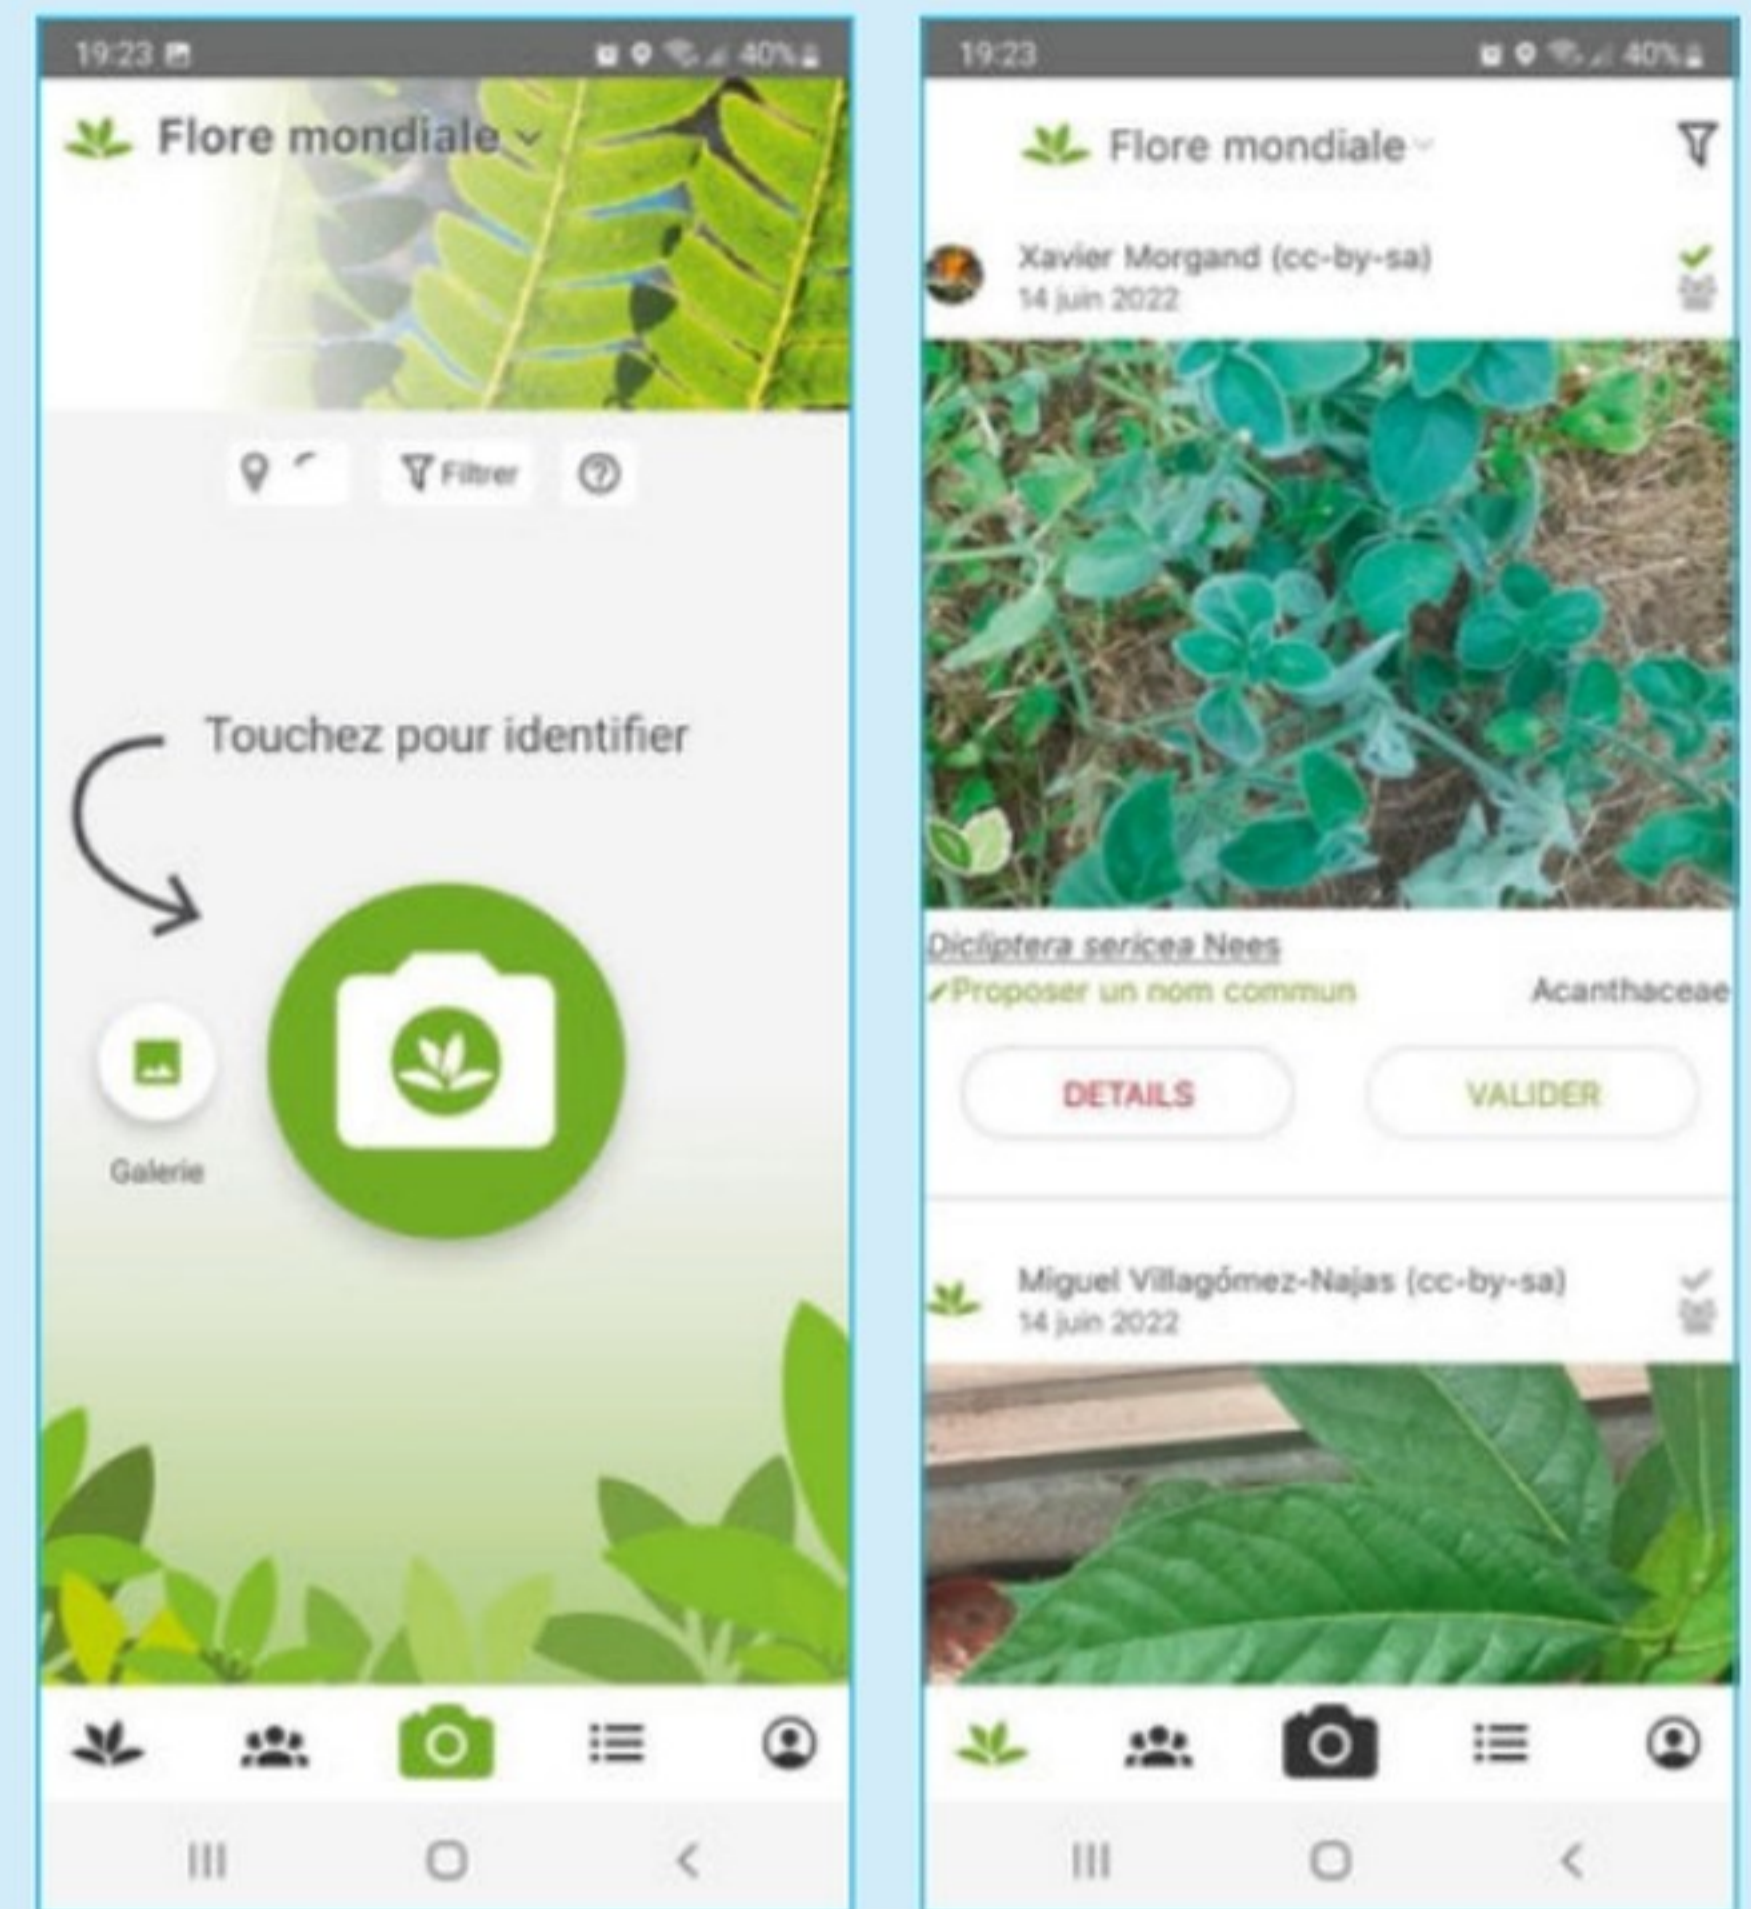 19:23
40%
Flore mondiale
Filtrer
Touchez pour identifier
Galerie
19:23
40%
Flore mondiale
Xavier Morgand (cc-by-sa)
14 juin 2022
Dicliptera sericea Nees
Proposer un nom commun
Acanthaceae
DETAILS
VALIDER
Miguel Villagómez-Najas (cc-by-sa)
14 juin 2022